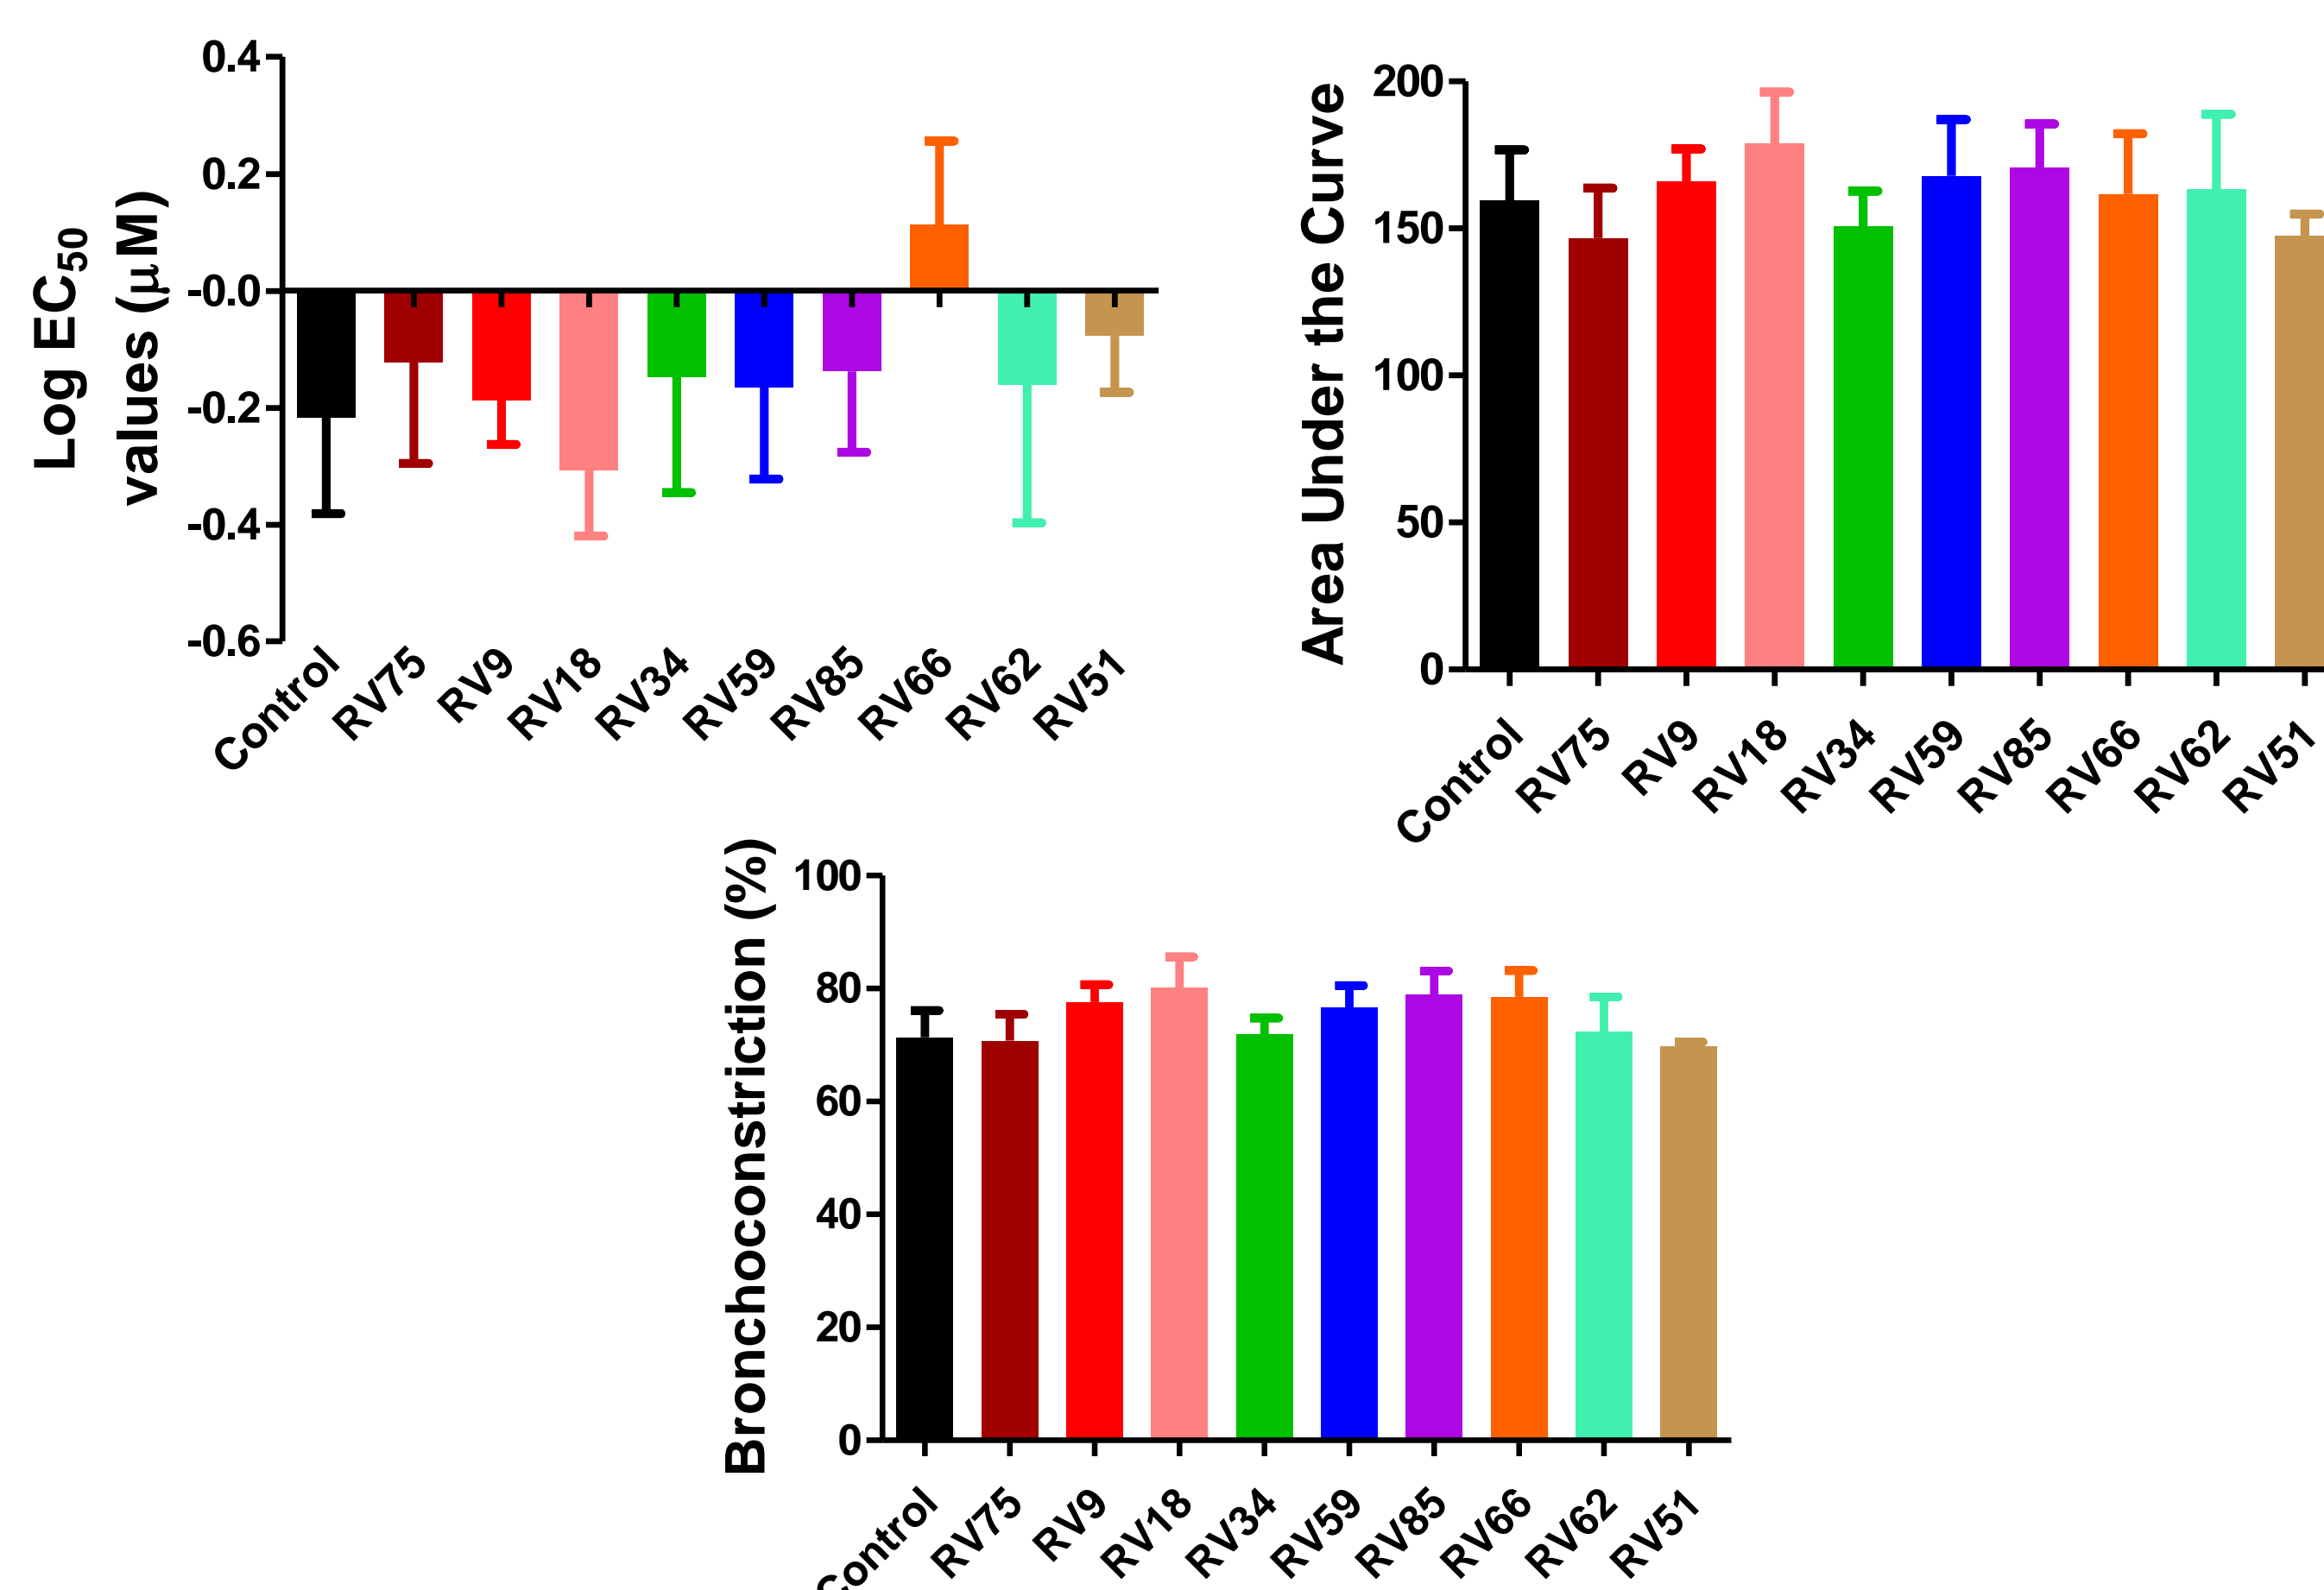 Log EC50
values (µM)
0.4
0.2
-0.0
-0.2
-0.4
-0.6
Control
RV75
RV9
RV18
RV34
RV59
RV85
RV66
RV62
RV51
Area Under the Curve
200
150
100
50
0
Control
RV75
RV9
RV18
RV34
RV59
RV85
RV66
RV62
RV51
Bronchoconstriction (%)
100
80
60
40
20
0
Control
RV75
RV9
RV18
RV34
RV59
RV85
RV66
RV62
RV51